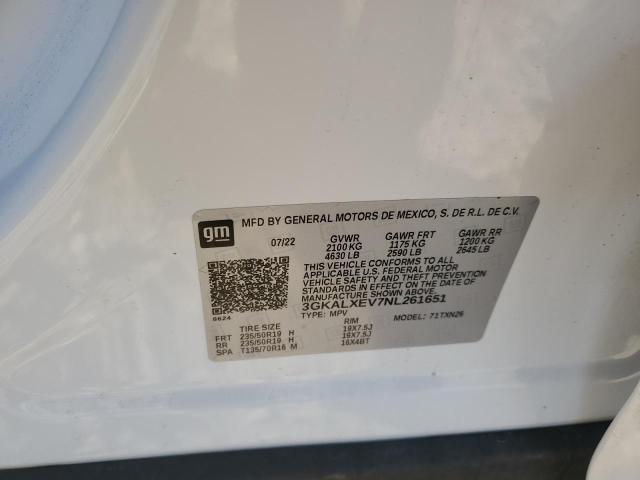 gm
MFD BY GENERAL MOTORS DE MEXICO, S. DE R.L. DE C.V.
07/22 GVWR GAWR FRT GAWR RR
2100 KG 1175 KG 1200 KG
4630 LB 2590 LB 2645 LB
THIS VEHICLE CONFORMS TO ALL
APPLICABLE U.S. FEDERAL MOTOR
VEHICLE SAFETY AND THEFT PREVENTION
STANDARDS IN EFFECT ON THE DATE OF
MANUFACTURE SHOWN ABOVE.
3GKALXEV7NL261651
TYPE: MPV MODEL: 71TXN26
6624
TIRE SIZE RIM
FRT 235/50R19 H 19X7.5J
RR 235/50R19 H 19X7.5J
SPA T135/70R16 M 16X4BT